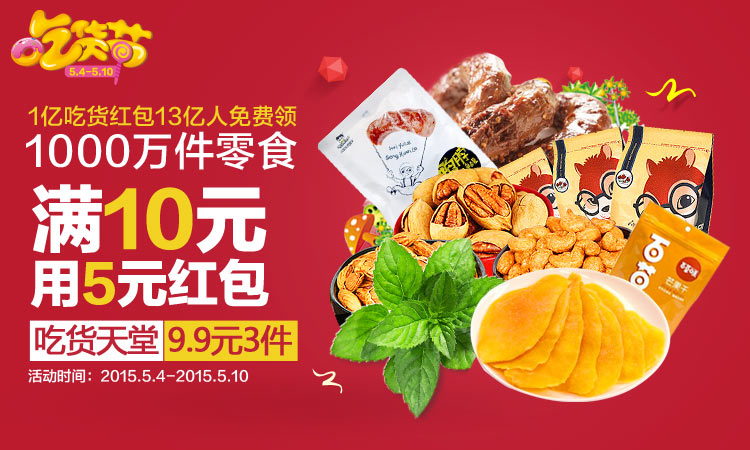 吃货节
5.4-5.10
1亿吃货红包13亿人免费领
1000万件零食
满10元
用5元红包
吃货天堂 9.9元3件
活动时间：2015.5.4-2015.5.10
百草
芒果干